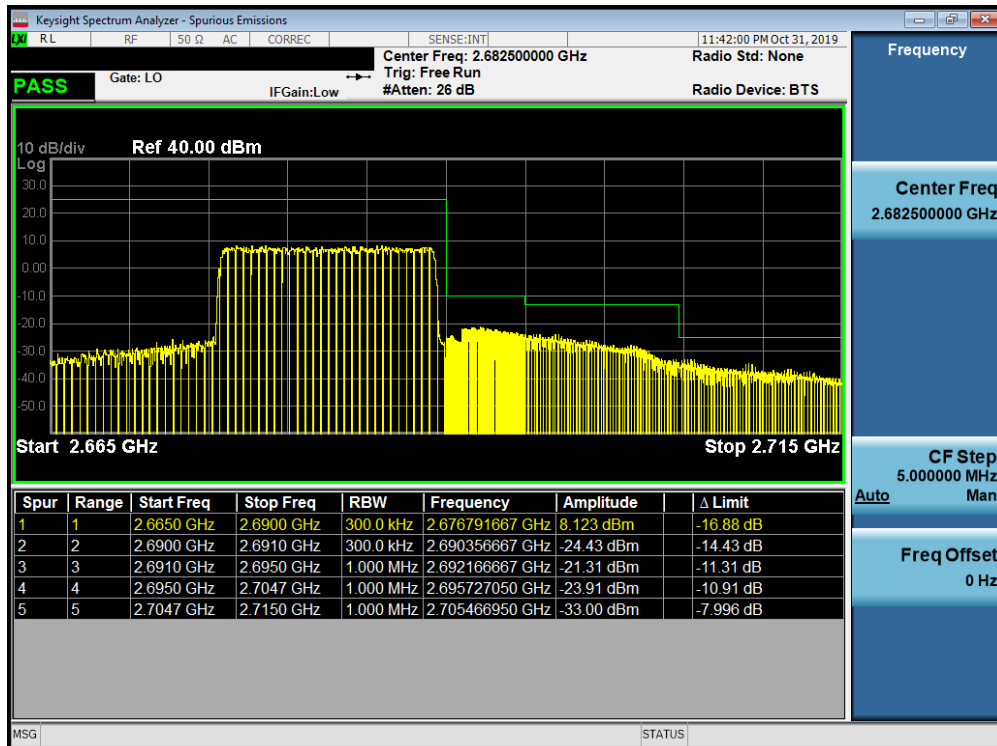 Keysight Spectrum Analyzer - Spurious Emissions
LXI RL RF 50 Ω AC CORREC SENSE:INT 11:42:00 PM Oct 31, 2019
Center Freq: 2.682500000 GHz Radio Std: None
PASS Gate: LO Trig: Free Run
IFGain:Low #Atten: 26 dB Radio Device: BTS
Frequency
10 dB/div Ref 40.00 dBm
Log
30.0
20.0
10.0
0.00
-10.0
-20.0
-30.0
-40.0
-50.0
Start 2.665 GHz Stop 2.715 GHz
Spur Range Start Freq Stop Freq RBW Frequency Amplitude Δ Limit
1 1 2.6650 GHz 2.6900 GHz 300.0 kHz 2.676791667 GHz 8.123 dBm -16.88 dB
2 2 2.6900 GHz 2.6910 GHz 300.0 kHz 2.690356667 GHz -24.43 dBm -14.43 dB
3 3 2.6910 GHz 2.6950 GHz 1.000 MHz 2.692166667 GHz -21.31 dBm -11.31 dB
4 4 2.6950 GHz 2.7047 GHz 1.000 MHz 2.695727050 GHz -23.91 dBm -10.91 dB
5 5 2.7047 GHz 2.7150 GHz 1.000 MHz 2.705466950 GHz -33.00 dBm -7.996 dB
Center Freq
2.682500000 GHz
CF Step
5.000000 MHz
Auto Man
Freq Offset
0 Hz
MSG STATUS